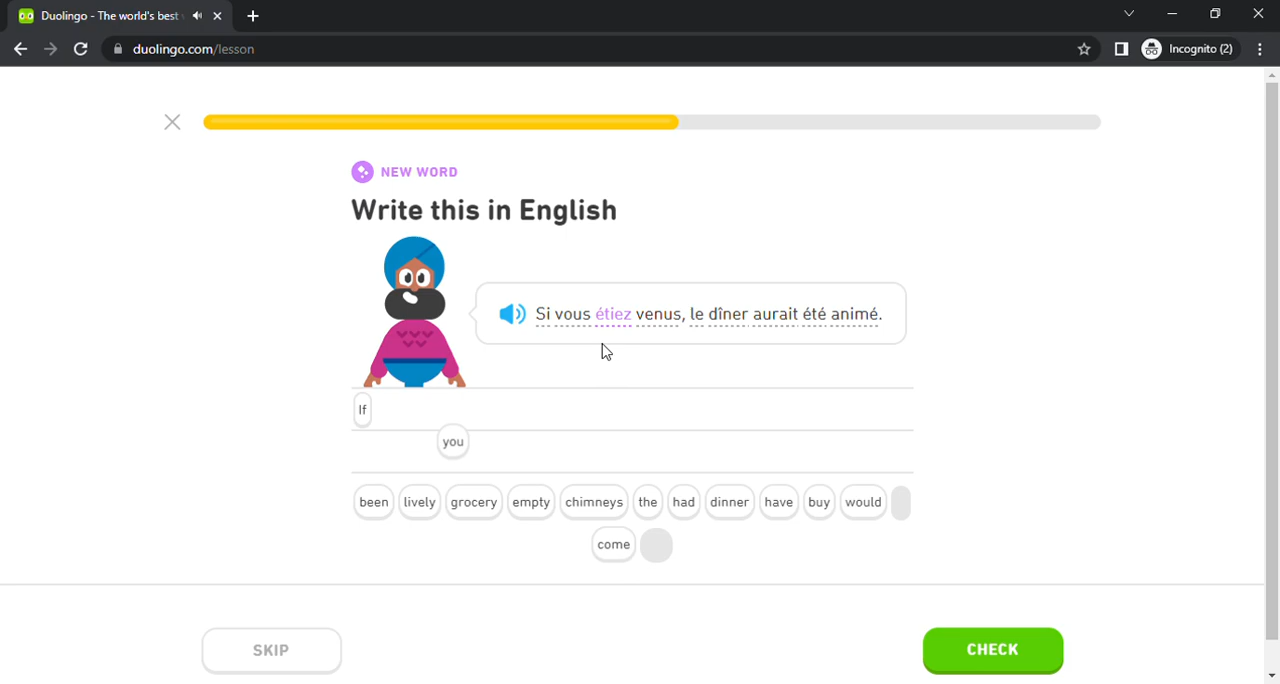 Duolingo - The world's best
duolingo.com/lesson
Incognito (2)
NEW WORD
Write this in English
Si vous étiez venus, le dîner aurait été animé.
If
you
been lively grocery empty chimneys the had dinner have buy would
come
SKIP
CHECK